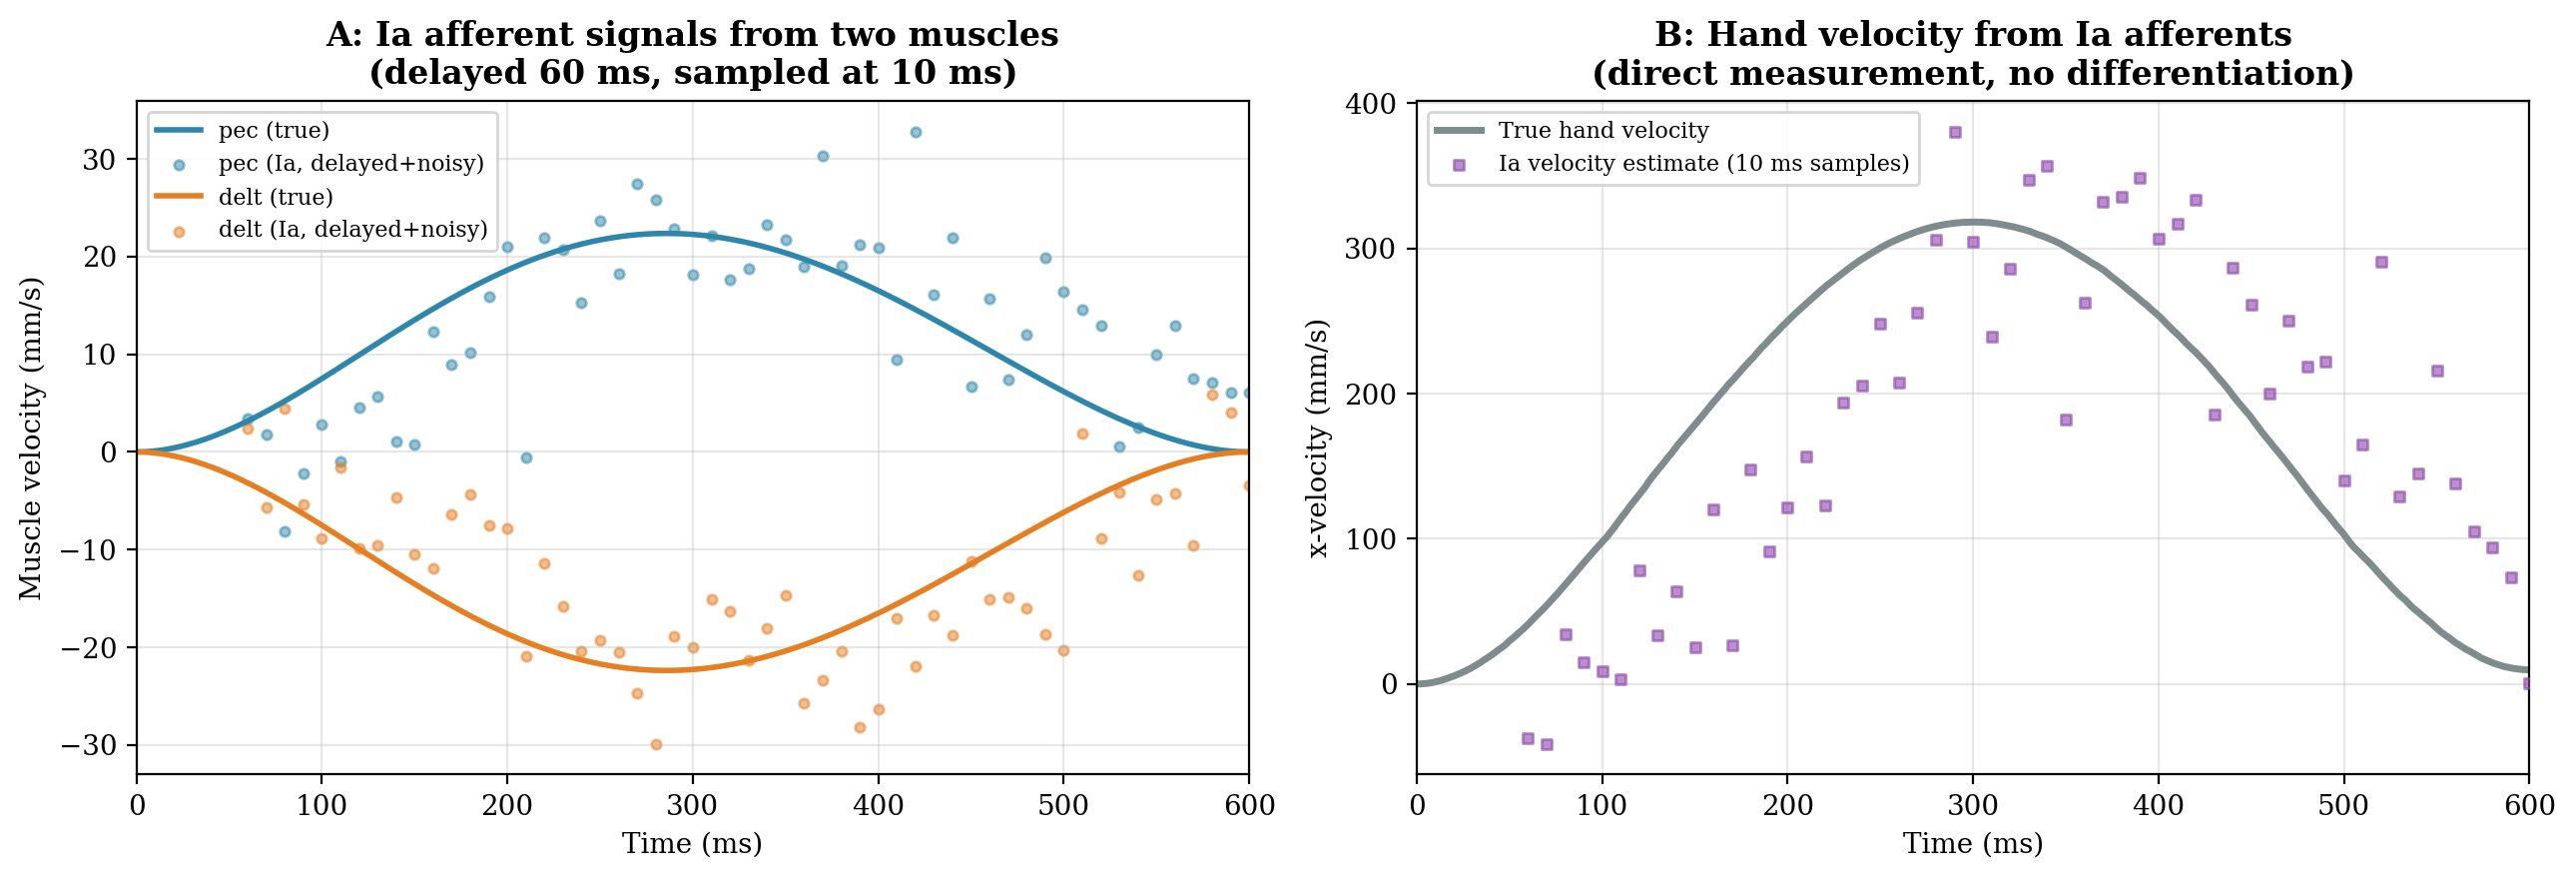 A: Ia afferent signals from two muscles
(delayed 60 ms, sampled at 10 ms)
pec (true)
pec (Ia, delayed+noisy)
delt (true)
delt (Ia, delayed+noisy)
Muscle velocity (mm/s)
30
20
10
0
−10
−20
−30
0
100
200
300
400
500
600
Time (ms)
B: Hand velocity from Ia afferents
(direct measurement, no differentiation)
True hand velocity
Ia velocity estimate (10 ms samples)
x-velocity (mm/s)
400
300
200
100
0
0
100
200
300
400
500
600
Time (ms)